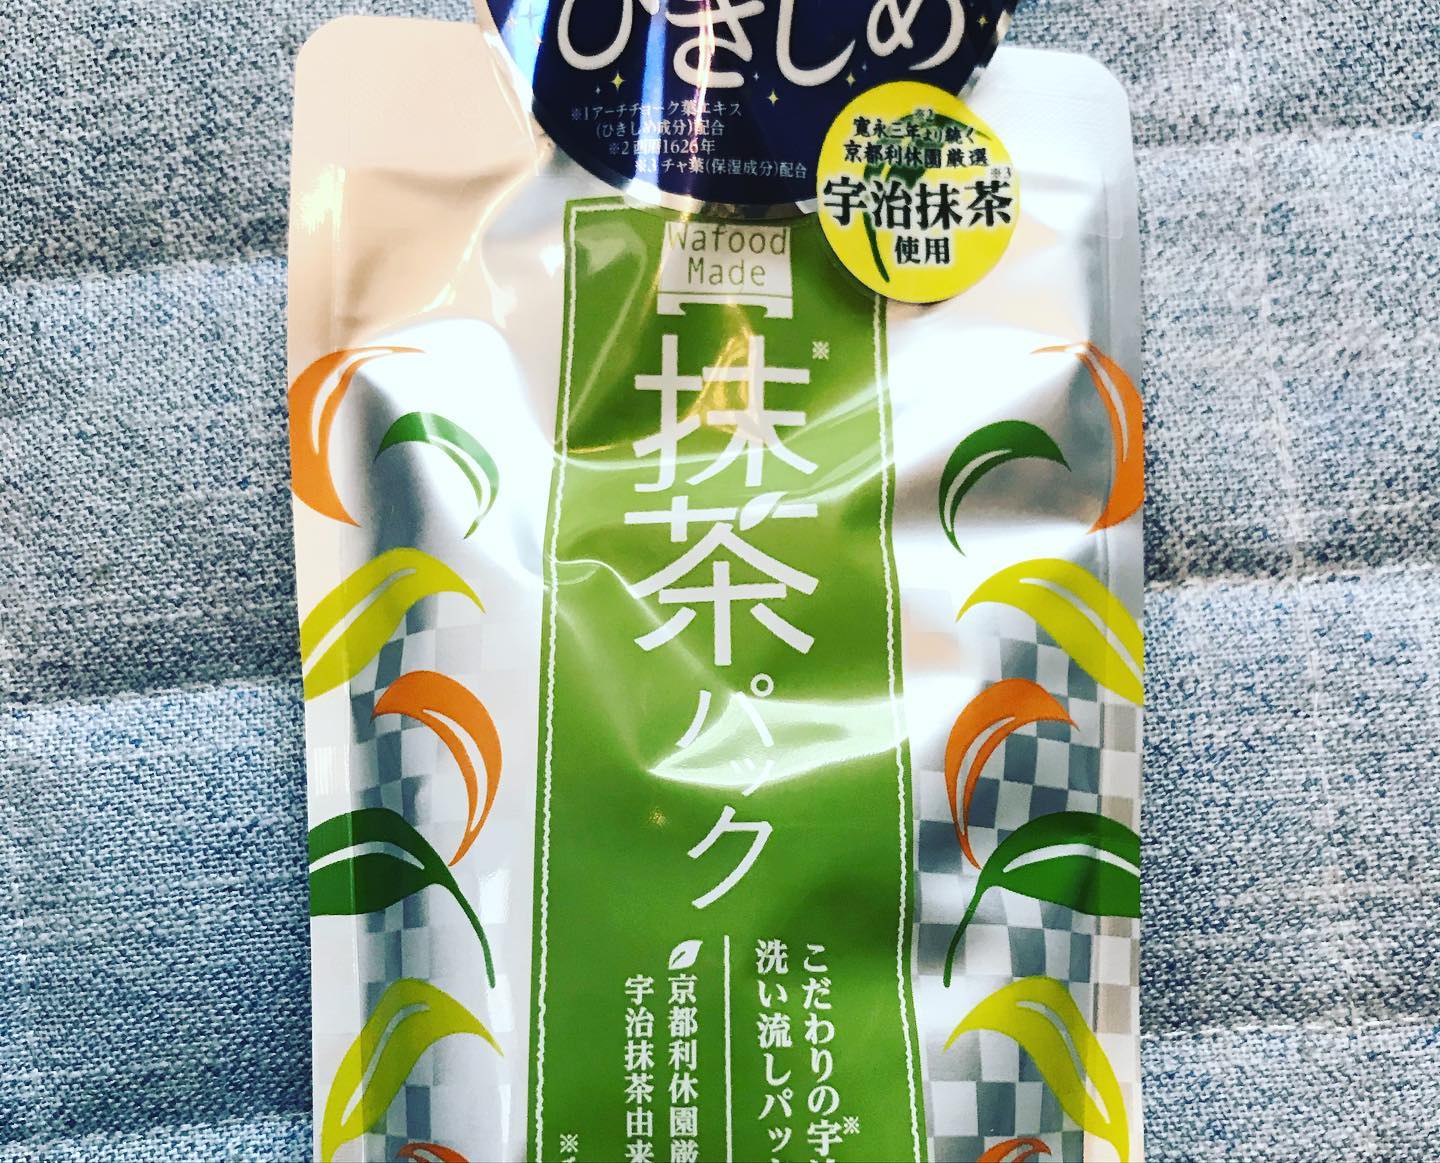 ひきしめ
※1アーチチョーク葉エキス
(ひきしめ成分)配合
※2西暦1626年
※3チャ葉(保湿成分)配合
※2
寛永三年より続く
京都利休園厳選
※3
宇治抹茶
使用
Wafood
Made
※
抹茶パック
こだわりの宇
※
洗い流しパッ
京都利休園厳
宇治抹茶由来
※